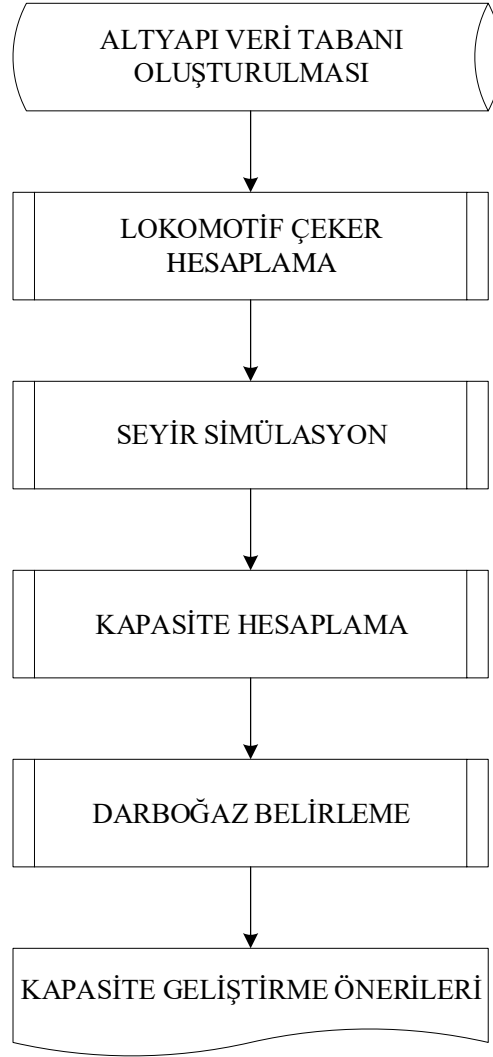 ALTYAPI VERİ TABANI
OLUŞTURULMASI
LOKOMOTİF ÇEKER
HESAPLAMA
SEYİR SİMÜLASYON
KAPASİTE HESAPLAMA
DARBOĞAZ BELİRLEME
KAPASİTE GELİŞTİRME ÖNERİLERİ